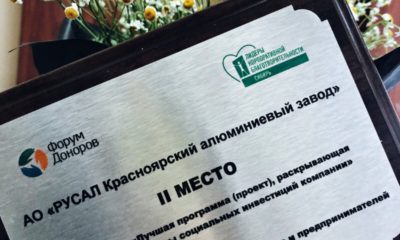 Форум
Доноров
ЛИДЕРЫ
КОРПОРАТИВНОЙ
БЛАГОТВОРИТЕЛЬНОСТИ
СИБИРЬ
АО «РУСАЛ Красноярский алюминиевый завод»
II МЕСТО
«Лучшая программа (проект), раскрывающая
социальных инвестиций компании»
и предпринимателей